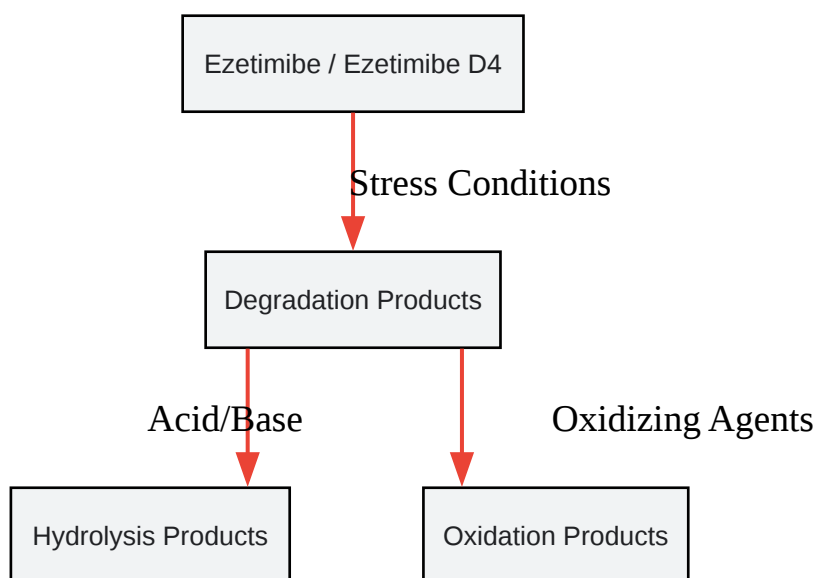 Ezetimibe / Ezetimibe D4
Stress Conditions
Degradation Products
Acid/Base
Oxidizing Agents
Hydrolysis Products
Oxidation Products